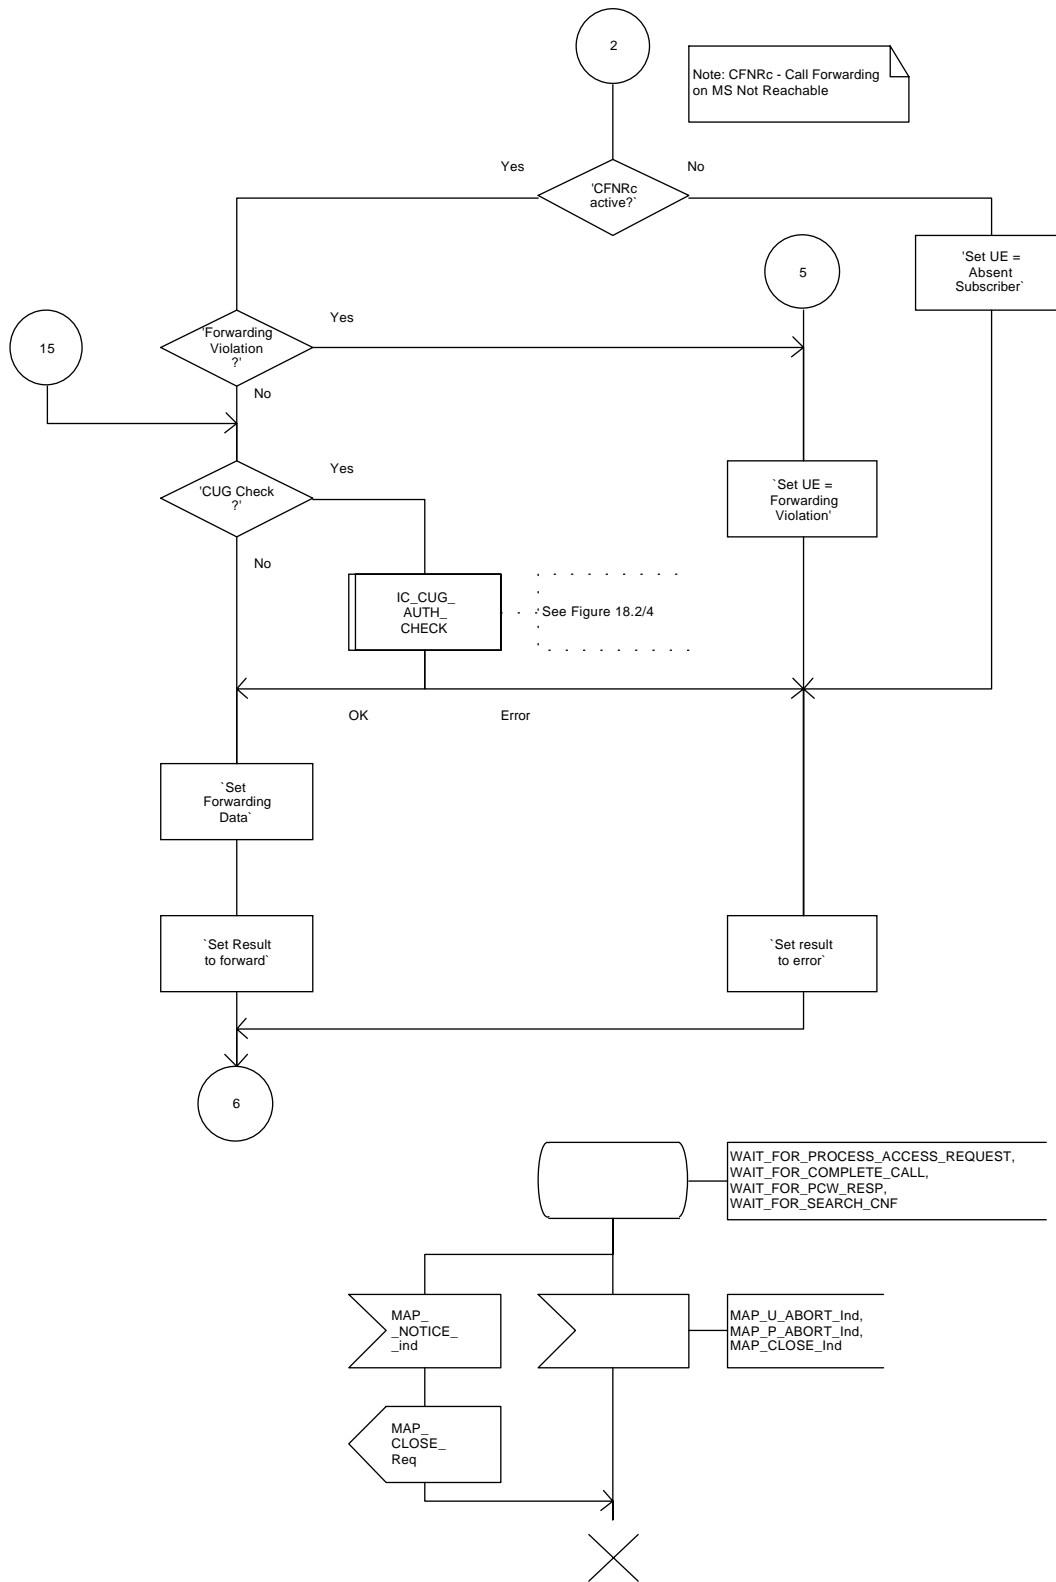 2
Note: CFNRc - Call Forwarding
on MS Not Reachable
Yes
No
'CFNRc
active?`
5
'Set UE =
Absent
Subscriber`
15
'Forwarding
Violation
?'
Yes
No
'CUG Check
?'
Yes
`Set UE =
Forwarding
Violation'
No
IC_CUG_
AUTH_
CHECK
See Figure 18.2/4
OK
Error
`Set
Forwarding
Data`
`Set Result
to forward`
`Set result
to error`
6
WAIT_FOR_PROCESS_ACCESS_REQUEST,
WAIT_FOR_COMPLETE_CALL,
WAIT_FOR_PCW_RESP,
WAIT_FOR_SEARCH_CNF
MAP_
_NOTICE_
_ind
MAP_U_ABORT_Ind,
MAP_P_ABORT_Ind,
MAP_CLOSE_Ind
MAP_
CLOSE_
Req